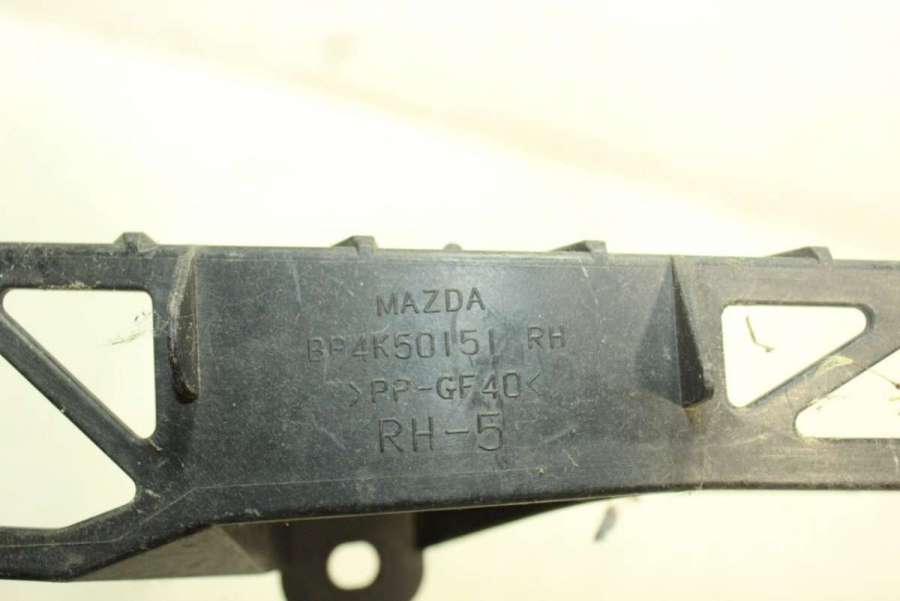 MAZDA
BP4K50151 RH
>PP-GF40<
RH-5